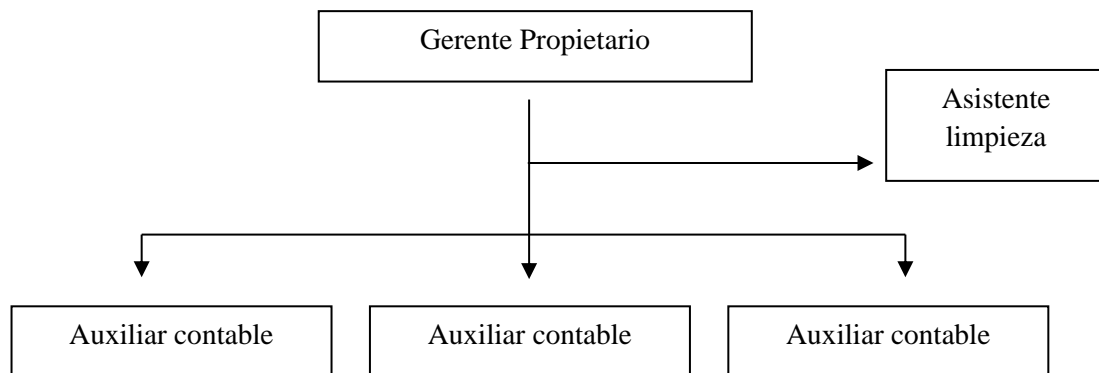 Gerente Propietario
Asistente
limpieza
Auxiliar contable
Auxiliar contable
Auxiliar contable